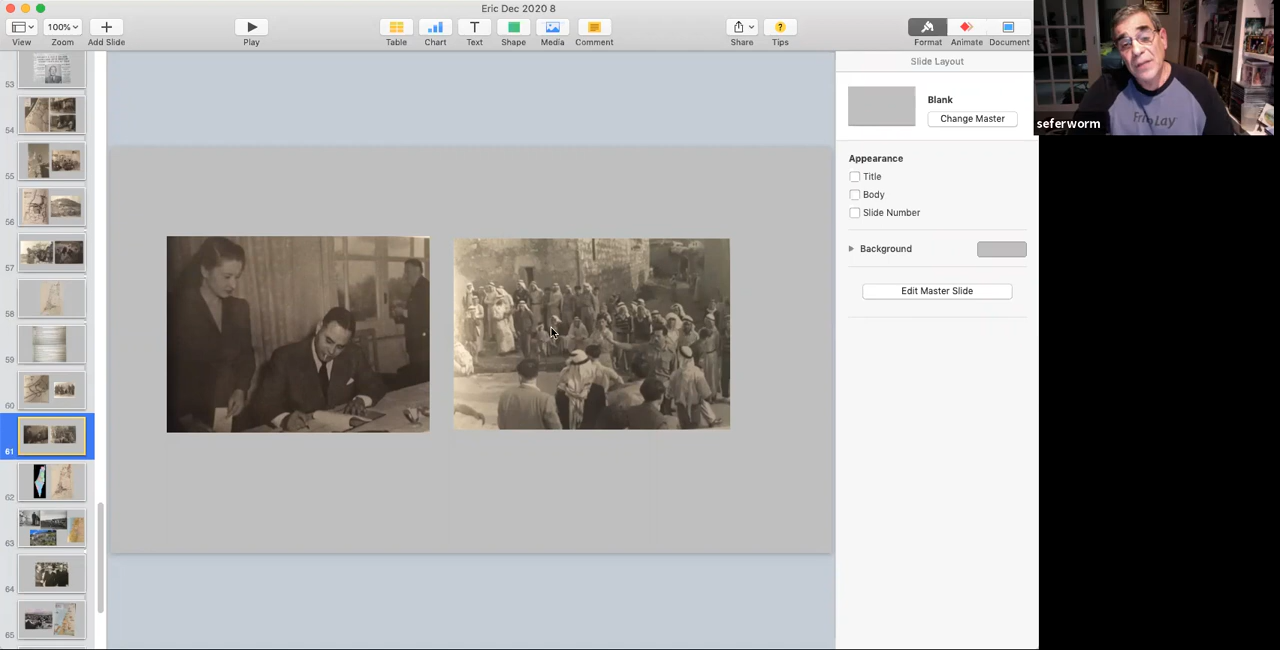 Eric Dec 2020 8
100%
View
Zoom
Add Slide
Play
Table
Chart
Text
Shape
Media
Comment
Share
Tips
Format
Animate
Document
53
54
55
56
57
58
59
60
61
62
63
64
65
Slide Layout
Blank
Change Master
Appearance
Title
Body
Slide Number
Background
Edit Master Slide
seferworm
Lay